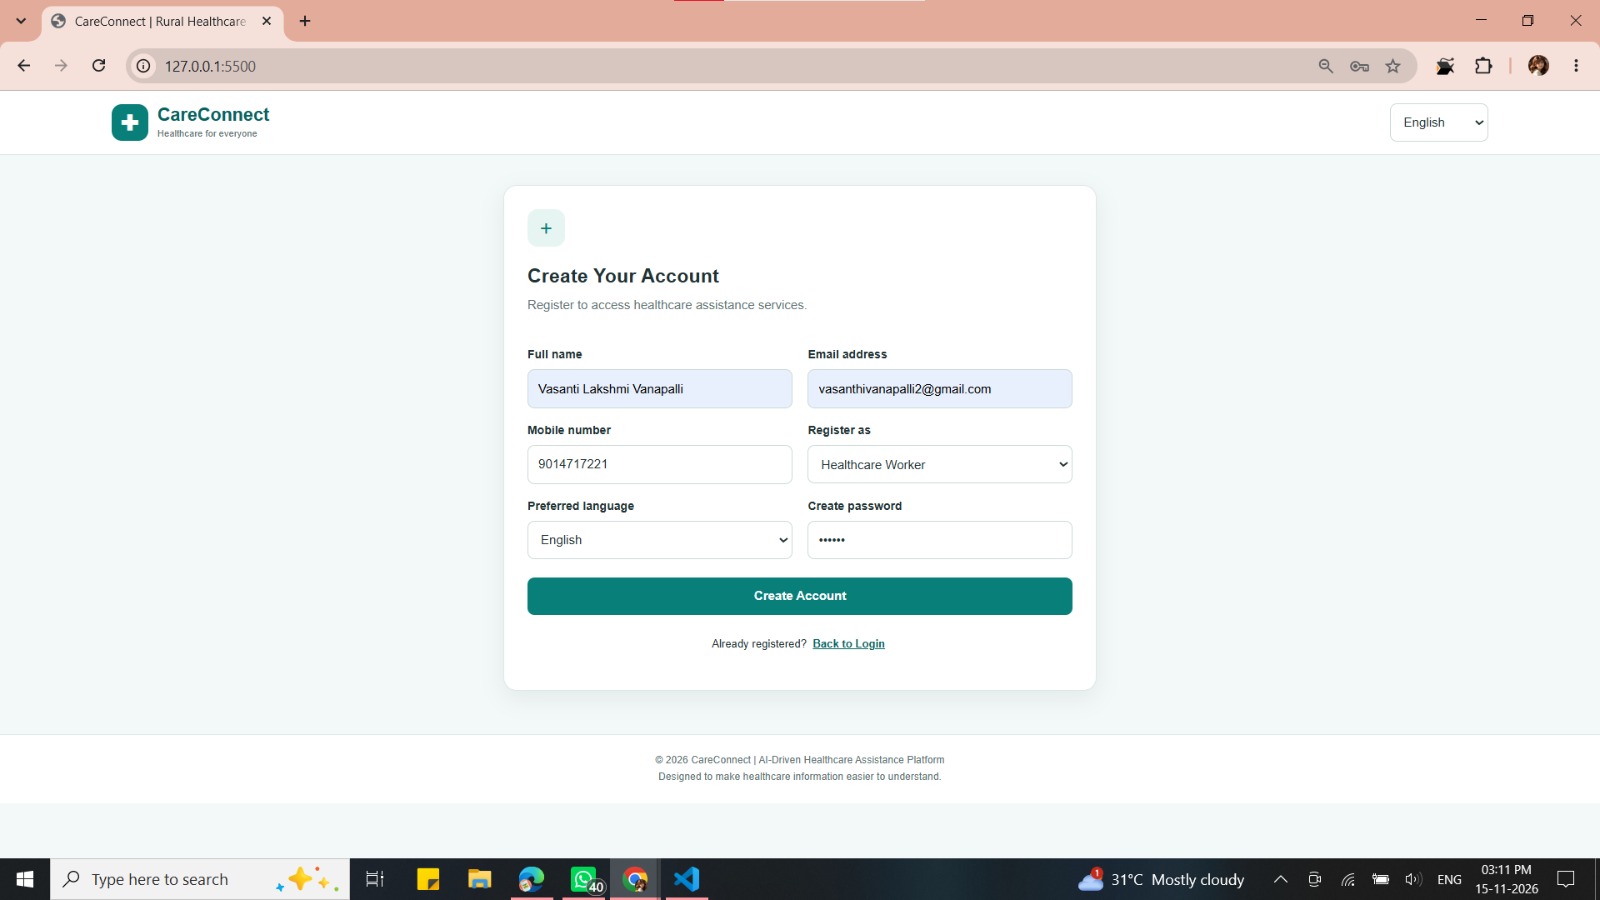 CareConnect | Rural Healthcare
127.0.0.1:5500
CareConnect
Healthcare for everyone
English
+
Create Your Account
Register to access healthcare assistance services.
Full name
Email address
Vasanti Lakshmi Vanapalli
vasanthivanapalli2@gmail.com
Mobile number
Register as
9014717221
Healthcare Worker
Preferred language
Create password
English
••••••
Create Account
Already registered? Back to Login
© 2026 CareConnect | AI-Driven Healthcare Assistance Platform
Designed to make healthcare information easier to understand.
Type here to search
40
1
31°C Mostly cloudy
ENG
03:11 PM
15-11-2026